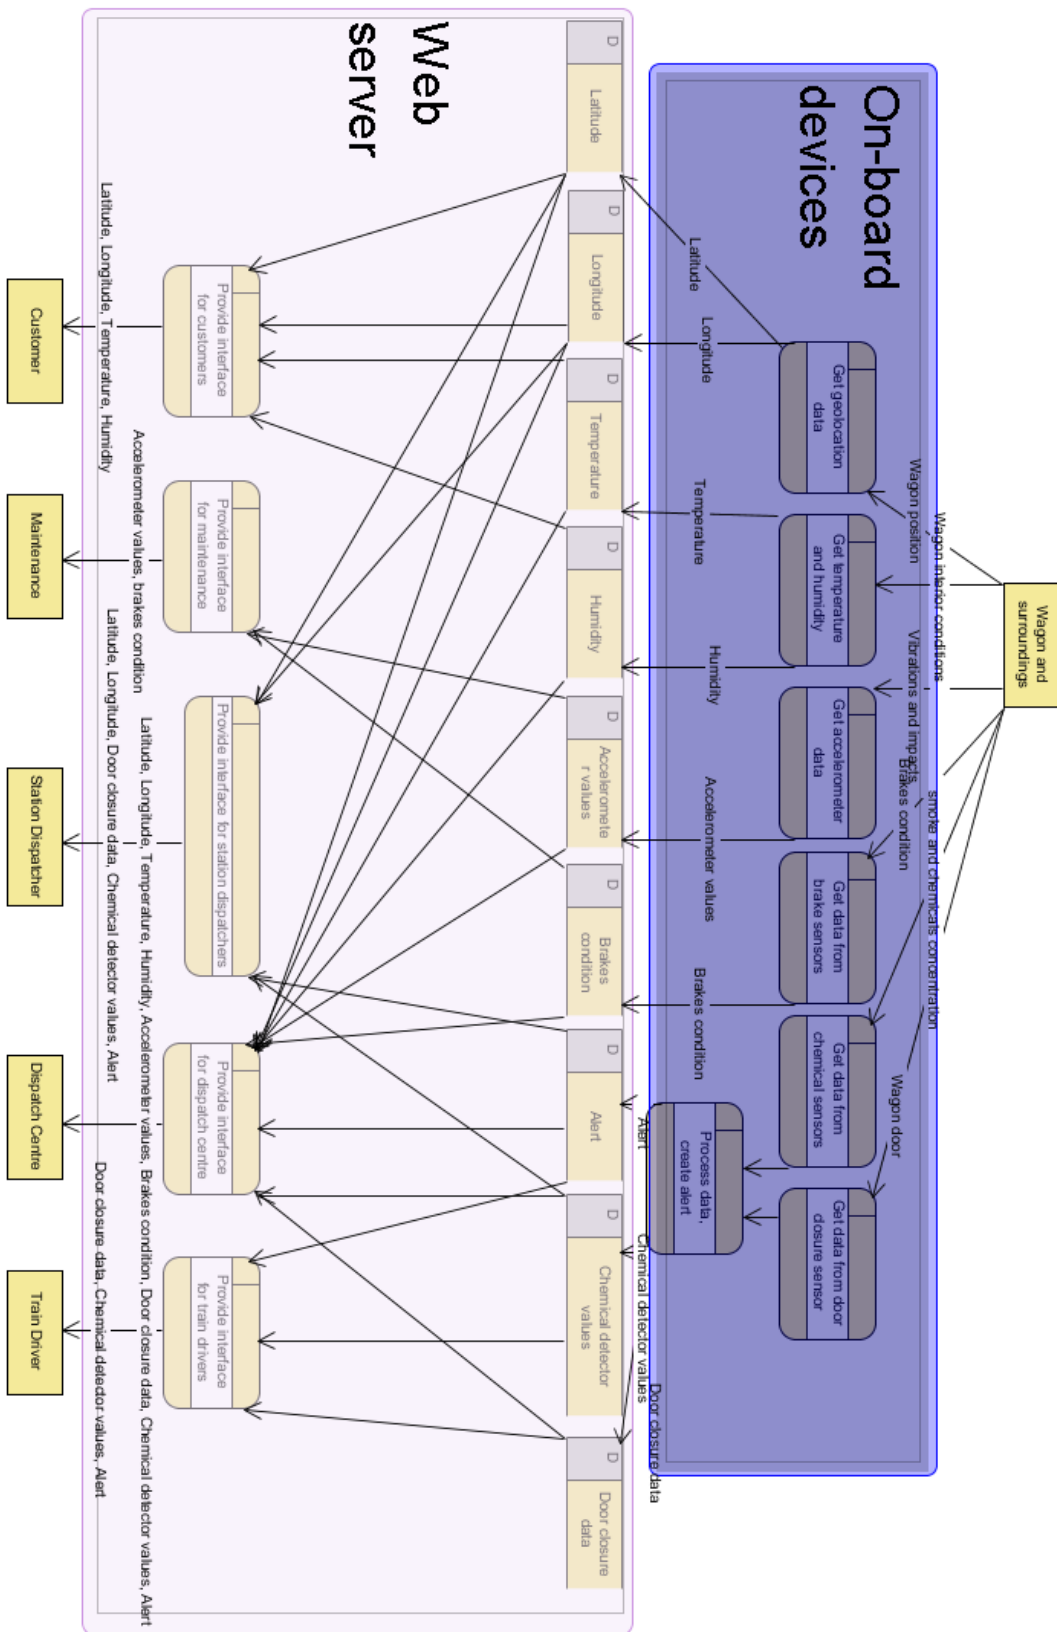 Wagon and
surroundings
Wagon position
Wagon interior conditions
Vibrations and impacts
Brakes condition
smoke and chemicals concentration
Wagon door
On-board
devices
Get geolocation
data
Get temperature
and humidity
Get accelerometer
data
Get data from
brake sensors
Get data from
chemical sensors
Get data from door
closure sensor
Process data,
create alert
Latitude
Longitude
Temperature
Humidity
Accelerometer values
Brakes condition
Alert
Chemical detector values
Door closure data
D
Latitude
D
Longitude
D
Temperature
D
Humidity
D
Acceleromete
r values
D
Brakes
condition
D
Alert
D
Chemical detector
values
D
Door closure
data
Web
server
Provide interface
for customers
Provide interface
for maintenance
Provide interface for station dispatchers
Provide interface
for dispatch centre
Provide interface
for train drivers
Latitude, Longitude, Temperature, Humidity
Accelerometer values, brakes condition
Latitude, Longitude, Door closure data, Chemical detector values, Alert
Latitude, Longitude, Temperature, Humidity, Accelerometer values, Brakes condition, Door closure data, Chemical detector values, Alert
Door closure data, Chemical detector values, Alert
Customer
Maintenance
Station Dispatcher
Dispatch Centre
Train Driver